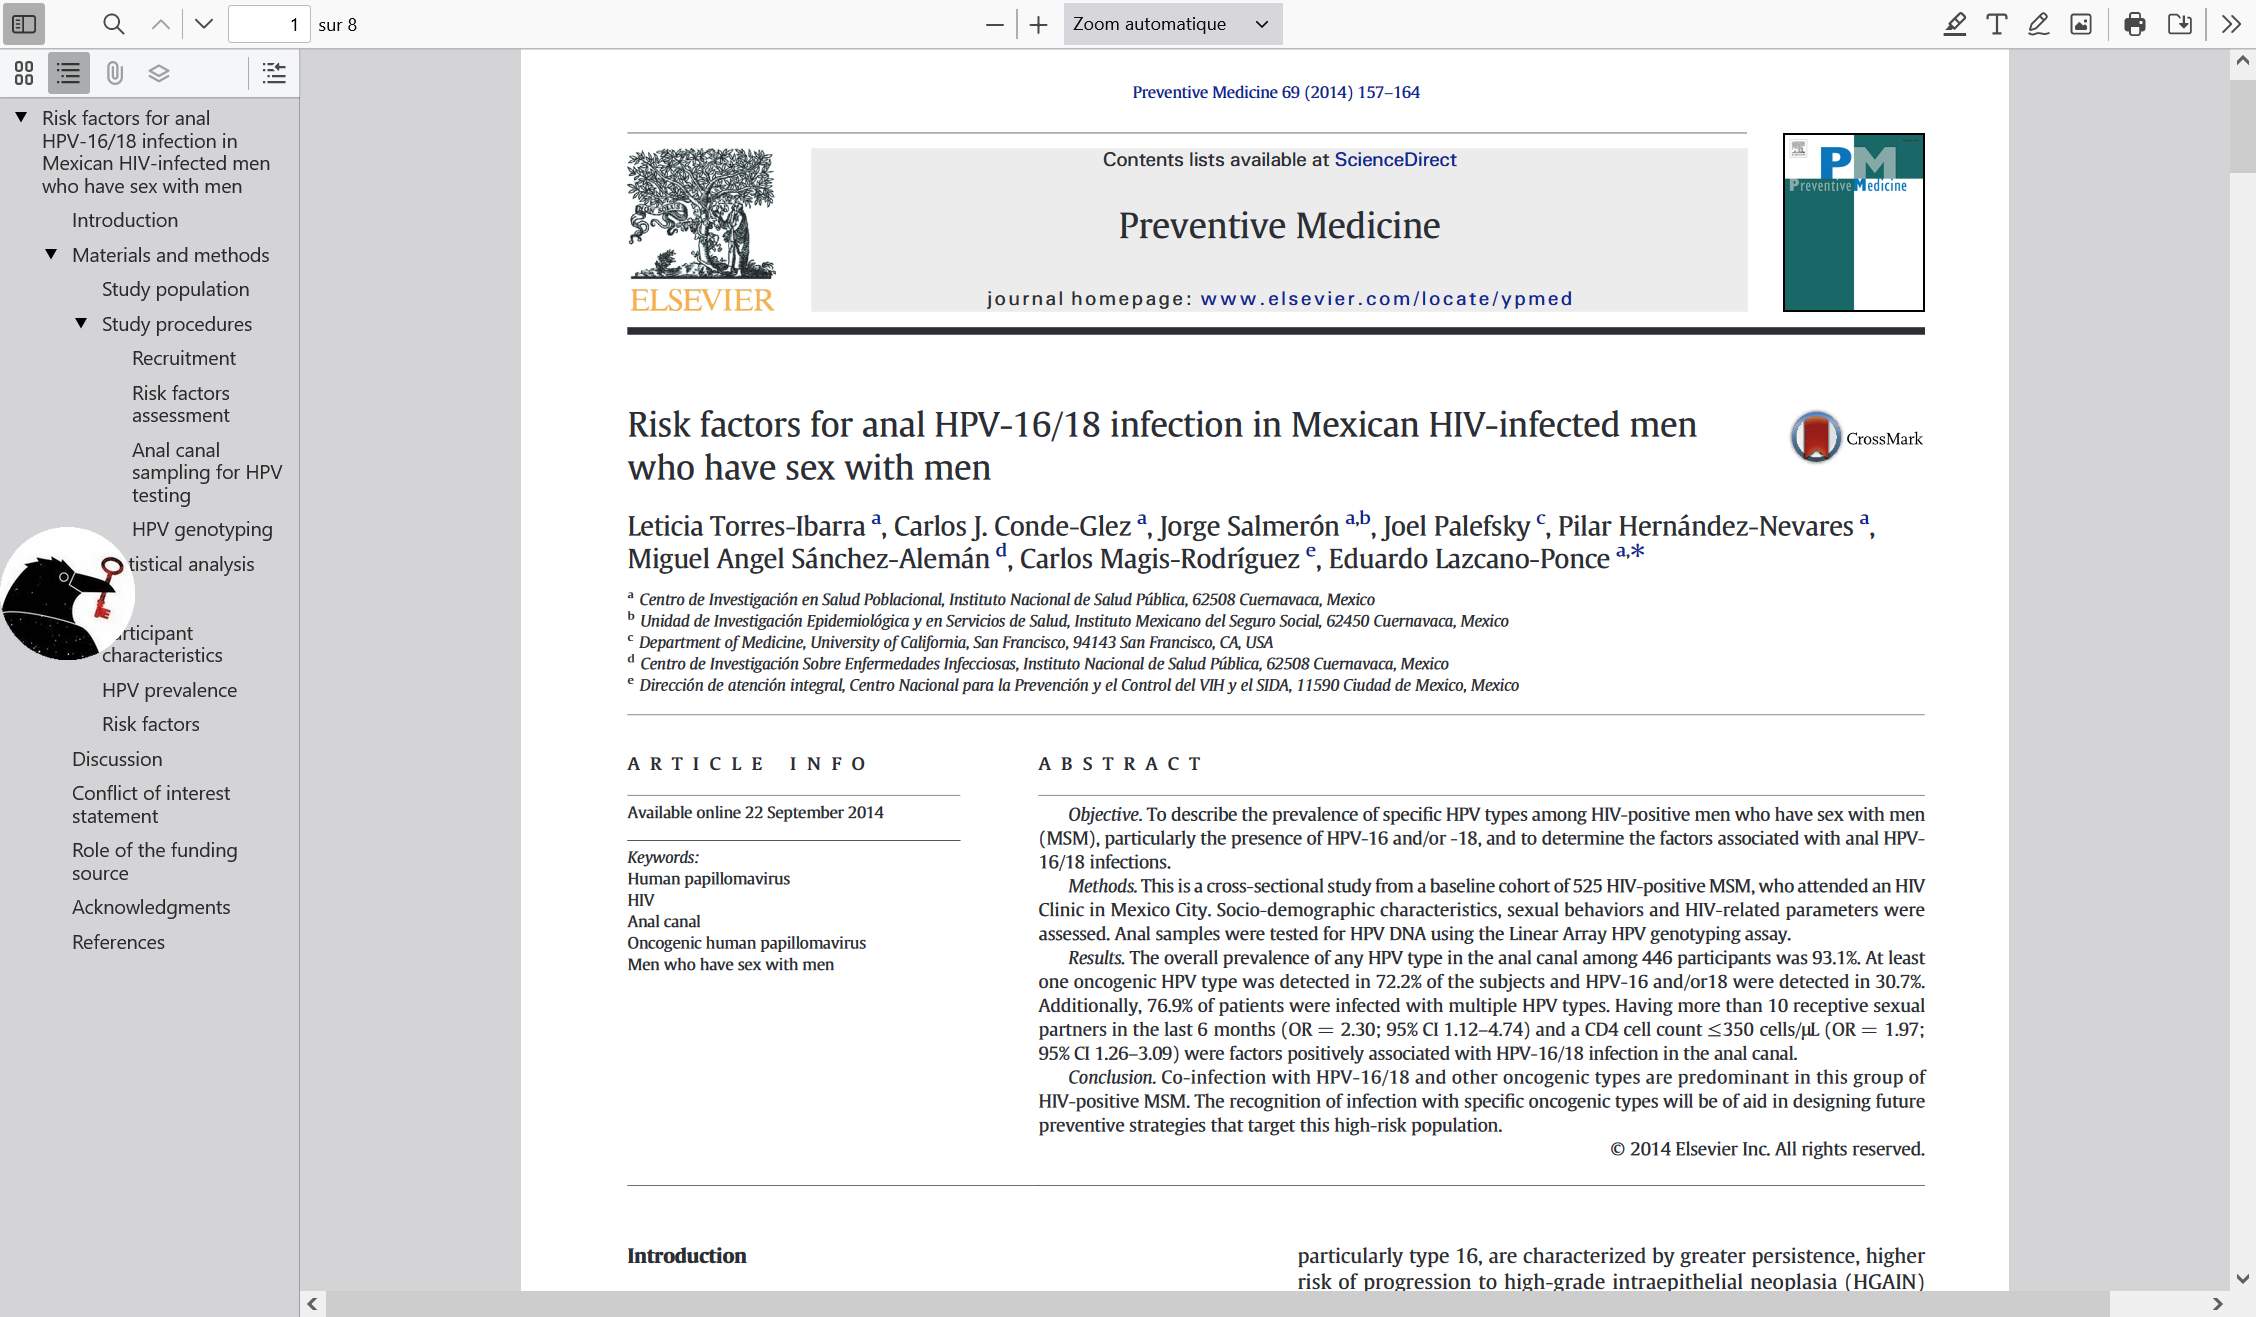 1 sur 8
Zoom automatique
Risk factors for anal
HPV-16/18 infection in
Mexican HIV-infected men
who have sex with men
Introduction
Materials and methods
Study population
Study procedures
Recruitment
Risk factors
assessment
Anal canal
sampling for HPV
testing
HPV genotyping
tistical analysis
articipant
characteristics
HPV prevalence
Risk factors
Discussion
Conflict of interest
statement
Role of the funding
source
Acknowledgments
References
Preventive Medicine 69 (2014) 157–164
ELSEVIER
Contents lists available at ScienceDirect
Preventive Medicine
journal homepage: www.elsevier.com/locate/ypmed
PM
Preventive Medicine
Risk factors for anal HPV-16/18 infection in Mexican HIV-infected men
who have sex with men
CrossMark
Leticia Torres-Ibarra a, Carlos J. Conde-Glez a, Jorge Salmerón a,b, Joel Palefsky c, Pilar Hernández-Nevares a,
Miguel Angel Sánchez-Alemán d, Carlos Magis-Rodríguez e, Eduardo Lazcano-Ponce a,*
a Centro de Investigación en Salud Poblacional, Instituto Nacional de Salud Pública, 62508 Cuernavaca, Mexico
b Unidad de Investigación Epidemiológica y en Servicios de Salud, Instituto Mexicano del Seguro Social, 62450 Cuernavaca, Mexico
c Department of Medicine, University of California, San Francisco, 94143 San Francisco, CA, USA
d Centro de Investigación Sobre Enfermedades Infecciosas, Instituto Nacional de Salud Pública, 62508 Cuernavaca, Mexico
e Dirección de atención integral, Centro Nacional para la Prevención y el Control del VIH y el SIDA, 11590 Ciudad de Mexico, Mexico
ARTICLE INFO
Available online 22 September 2014
Keywords:
Human papillomavirus
HIV
Anal canal
Oncogenic human papillomavirus
Men who have sex with men
ABSTRACT
Objective. To describe the prevalence of specific HPV types among HIV-positive men who have sex with men
(MSM), particularly the presence of HPV-16 and/or -18, and to determine the factors associated with anal HPV-
16/18 infections.
Methods. This is a cross-sectional study from a baseline cohort of 525 HIV-positive MSM, who attended an HIV
Clinic in Mexico City. Socio-demographic characteristics, sexual behaviors and HIV-related parameters were
assessed. Anal samples were tested for HPV DNA using the Linear Array HPV genotyping assay.
Results. The overall prevalence of any HPV type in the anal canal among 446 participants was 93.1%. At least
one oncogenic HPV type was detected in 72.2% of the subjects and HPV-16 and/or18 were detected in 30.7%.
Additionally, 76.9% of patients were infected with multiple HPV types. Having more than 10 receptive sexual
partners in the last 6 months (OR = 2.30; 95% CI 1.12–4.74) and a CD4 cell count ≤350 cells/μL (OR = 1.97;
95% CI 1.26–3.09) were factors positively associated with HPV-16/18 infection in the anal canal.
Conclusion. Co-infection with HPV-16/18 and other oncogenic types are predominant in this group of
HIV-positive MSM. The recognition of infection with specific oncogenic types will be of aid in designing future
preventive strategies that target this high-risk population.
© 2014 Elsevier Inc. All rights reserved.
Introduction
particularly type 16, are characterized by greater persistence, higher
risk of progression to high-grade intraepithelial neoplasia (HGAIN)